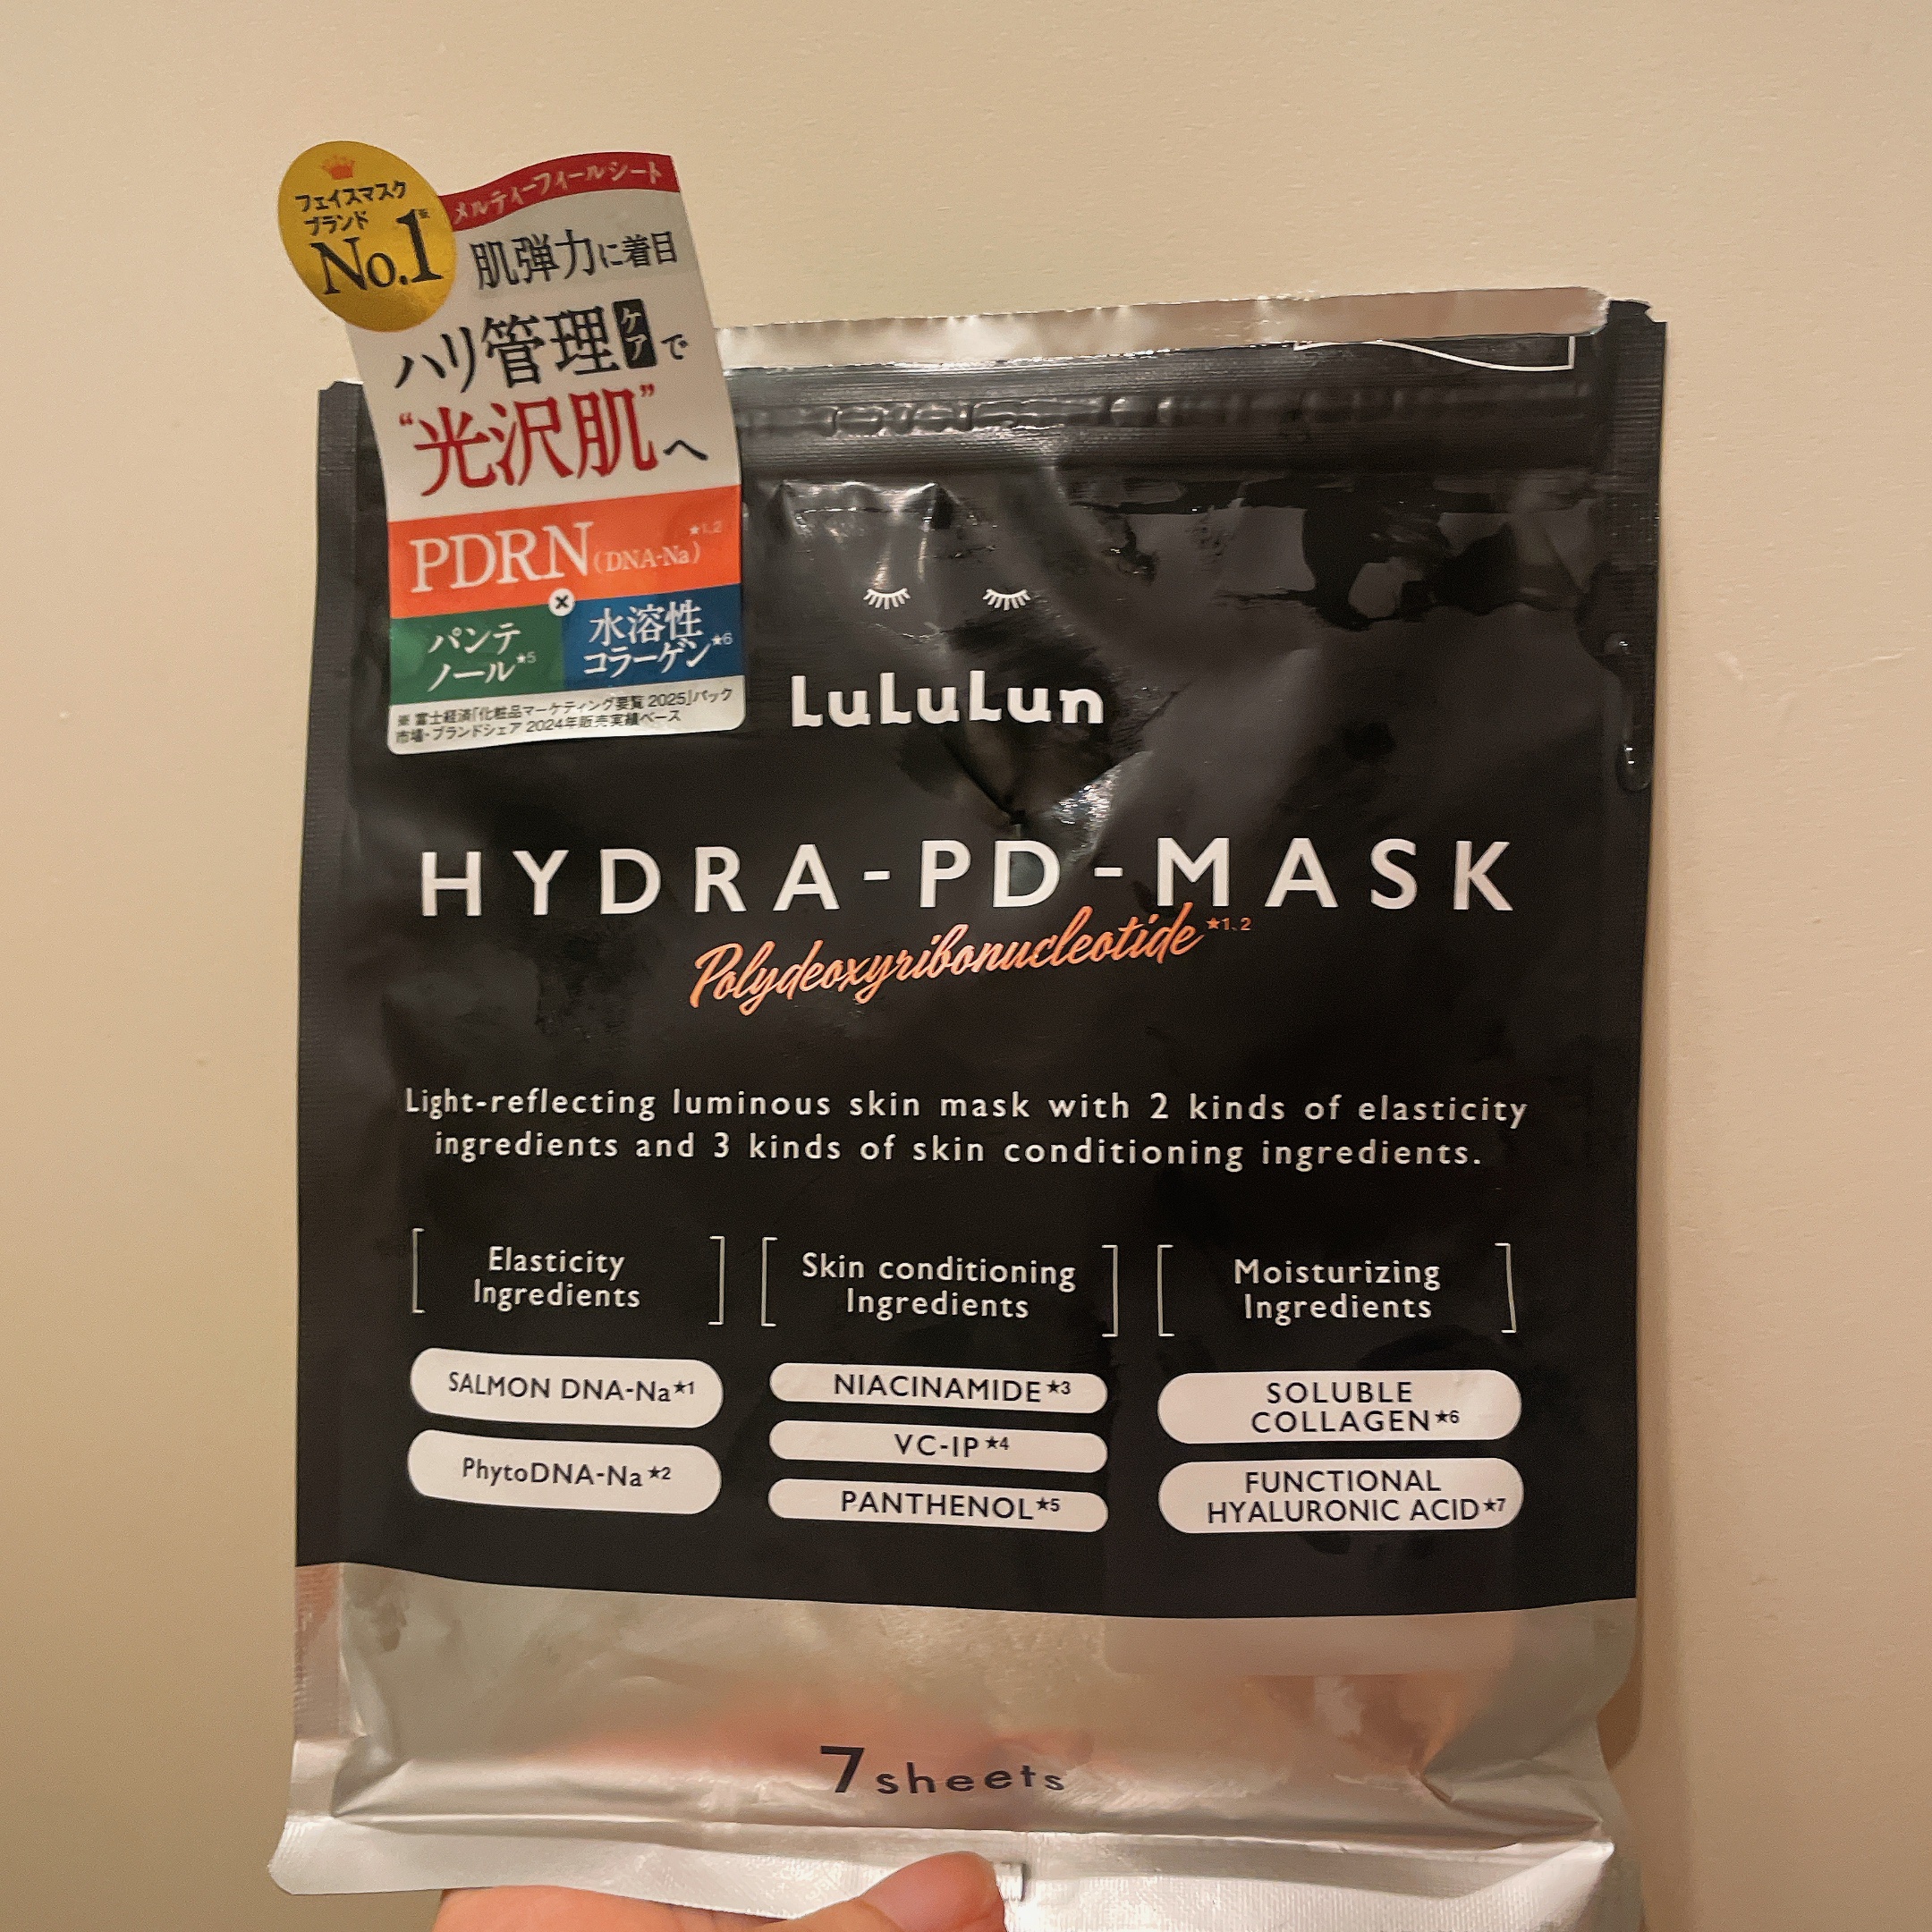 フェイスマスク
ブランド
No.1※
メルティーフィールシート
肌弾力に着目
ハリ管理ケアで
“光沢肌”へ
PDRN(DNA-Na)★1,2
×
パンテ
ノール★5
水溶性
コラーゲン★6
※ 富士経済「化粧品マーケティング要覧 2025」パック
市場・ブランドシェア 2024年販売実績ベース
LuLuLun
HYDRA-PD-MASK
Polydeoxyribonucleotide★1、2
Light-reflecting luminous skin mask with 2 kinds of elasticity
ingredients and 3 kinds of skin conditioning ingredients.
Elasticity
Ingredients
SALMON DNA-Na★1
PhytoDNA-Na★2
Skin conditioning
Ingredients
NIACINAMIDE★3
VC-IP★4
PANTHENOL★5
Moisturizing
Ingredients
SOLUBLE
COLLAGEN★6
FUNCTIONAL
HYALURONIC ACID★7
7 sheets